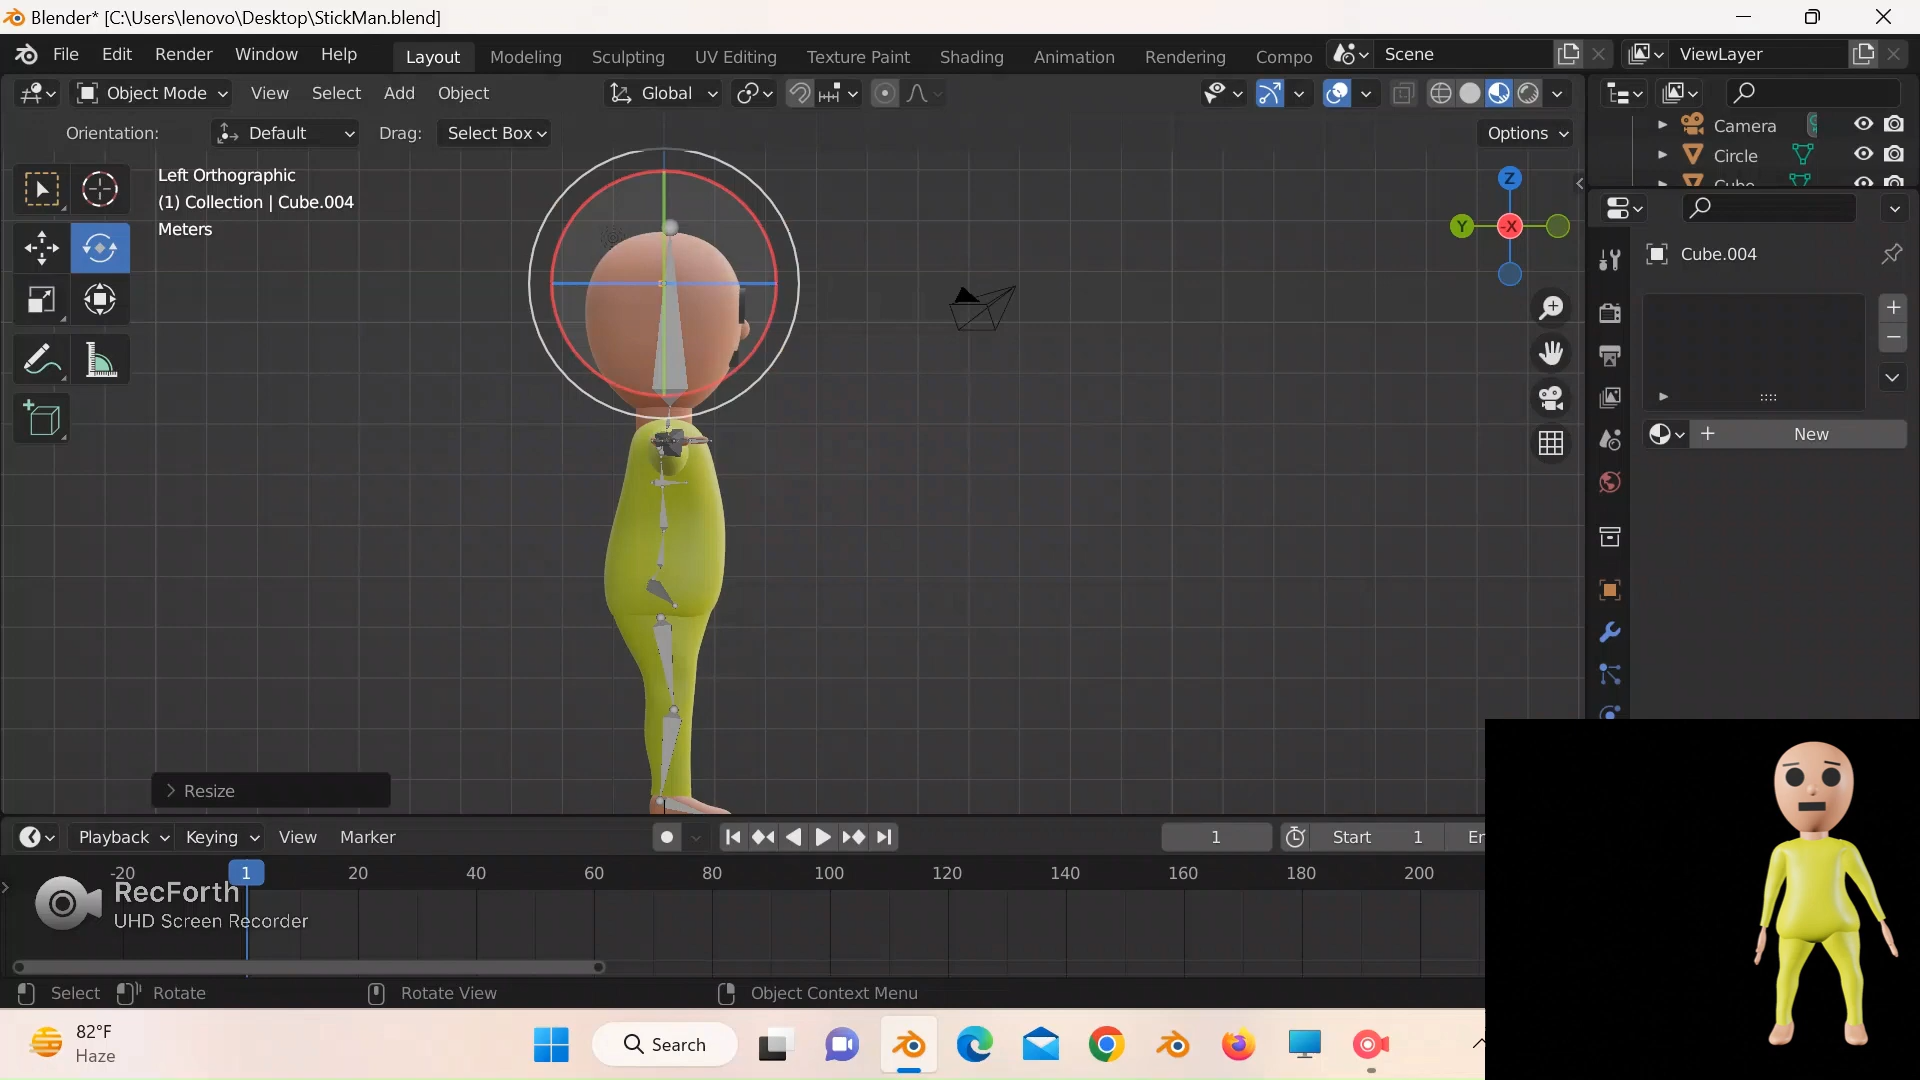 Blender* [C:\Users\lenovo\Desktop\StickMan.blend]
File Edit Render Window Help Layout Modeling Sculpting UV Editing Texture Paint Shading Animation Rendering Compo Scene ViewLayer
Object Mode View Select Add Object Global
Orientation: Default Drag: Select Box Options
Camera
Circle
Cube
Left Orthographic
(1) Collection | Cube.004
Meters
Z
Y -X
Cube.004
New
Resize
Playback Keying View Marker 1 Start 1 En
-20 1 20 40 60 80 100 120 140 160 180 200
RecForth
UHD Screen Recorder
Select Rotate Rotate View Object Context Menu
82°F
Haze
Search